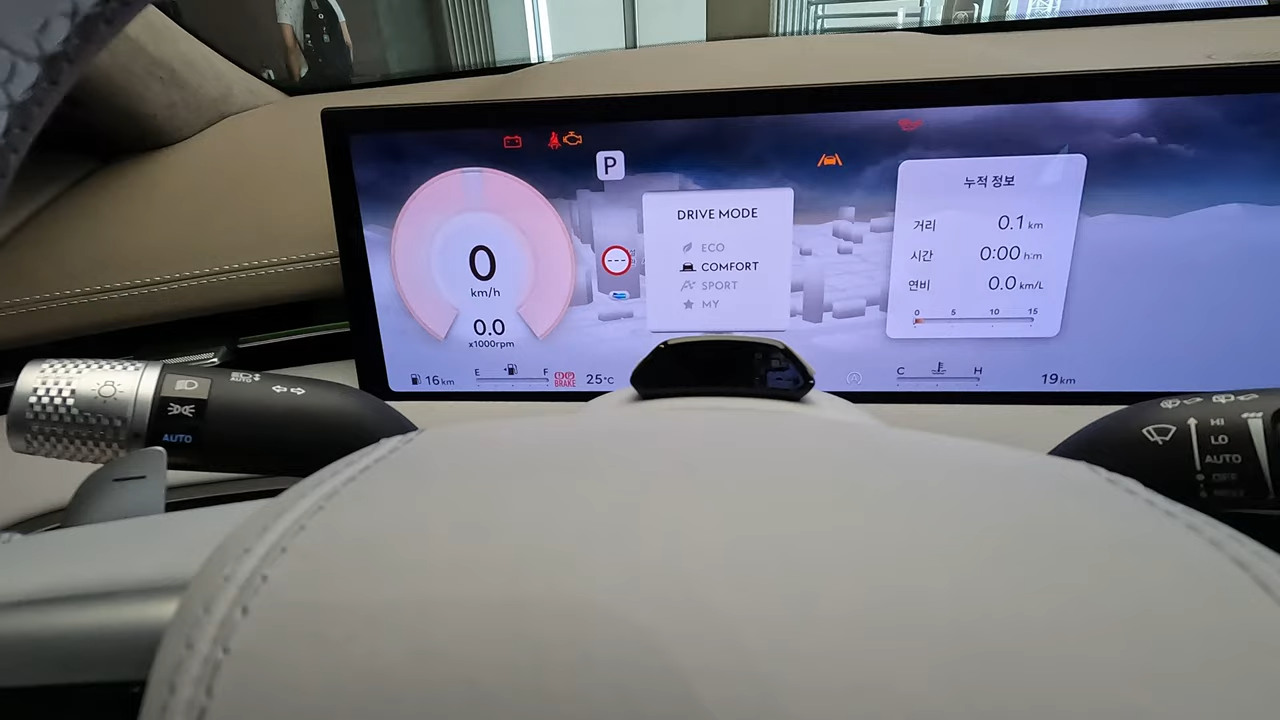 P
0
km/h
0.0
x1000rpm
16km
E
F
BRAKE
25°c
DRIVE MODE
ECO
COMFORT
SPORT
MY
누적 정보
거리 0.1 km
시간 0:00 h:m
연비 0.0 km/L
0 5 10 15
C
H
19km
AUTO
AUTO
HI
LO
AUTO
OFF